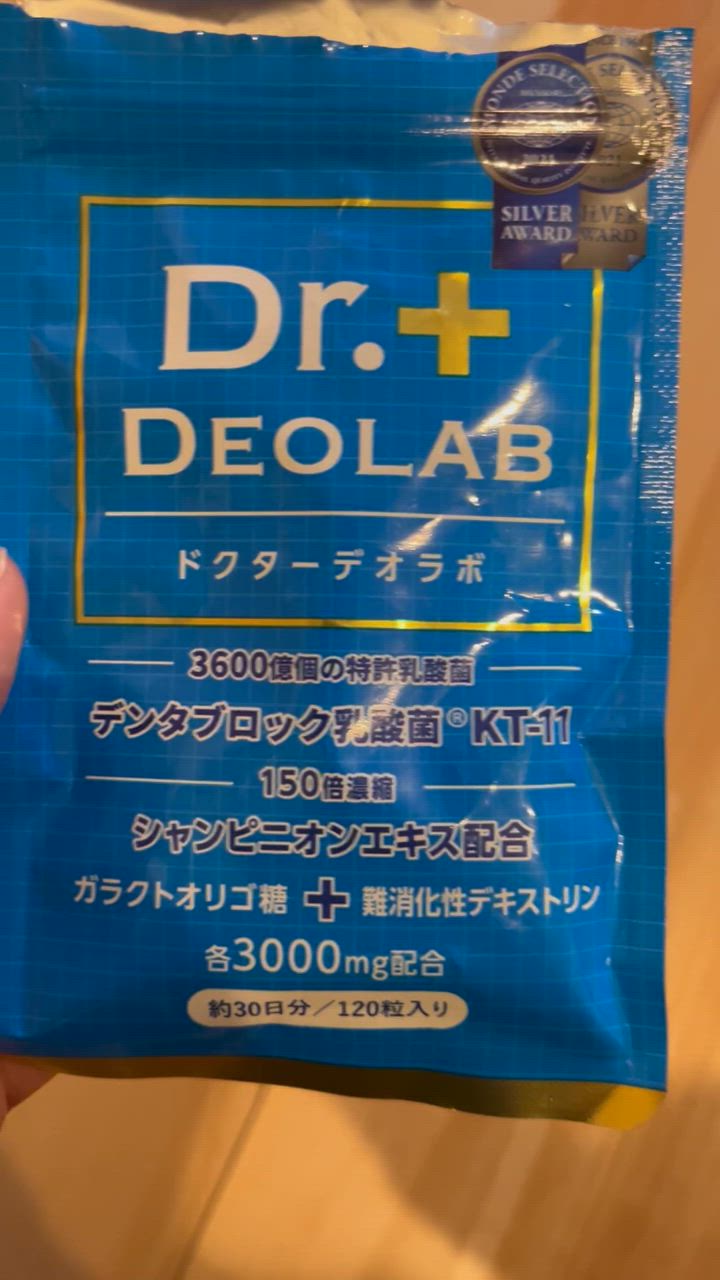 MONDE SELECTION
2021
SILVER
AWARD
Dr.+
DEOLAB
ドクターデオラボ
3600億個の特許乳酸菌
デンタブロック乳酸菌®KT-11
150倍濃縮
シャンピニオンエキス配合
ガラクトオリゴ糖+難消化性デキストリン
各3000mg配合
約30日分/120粒入り